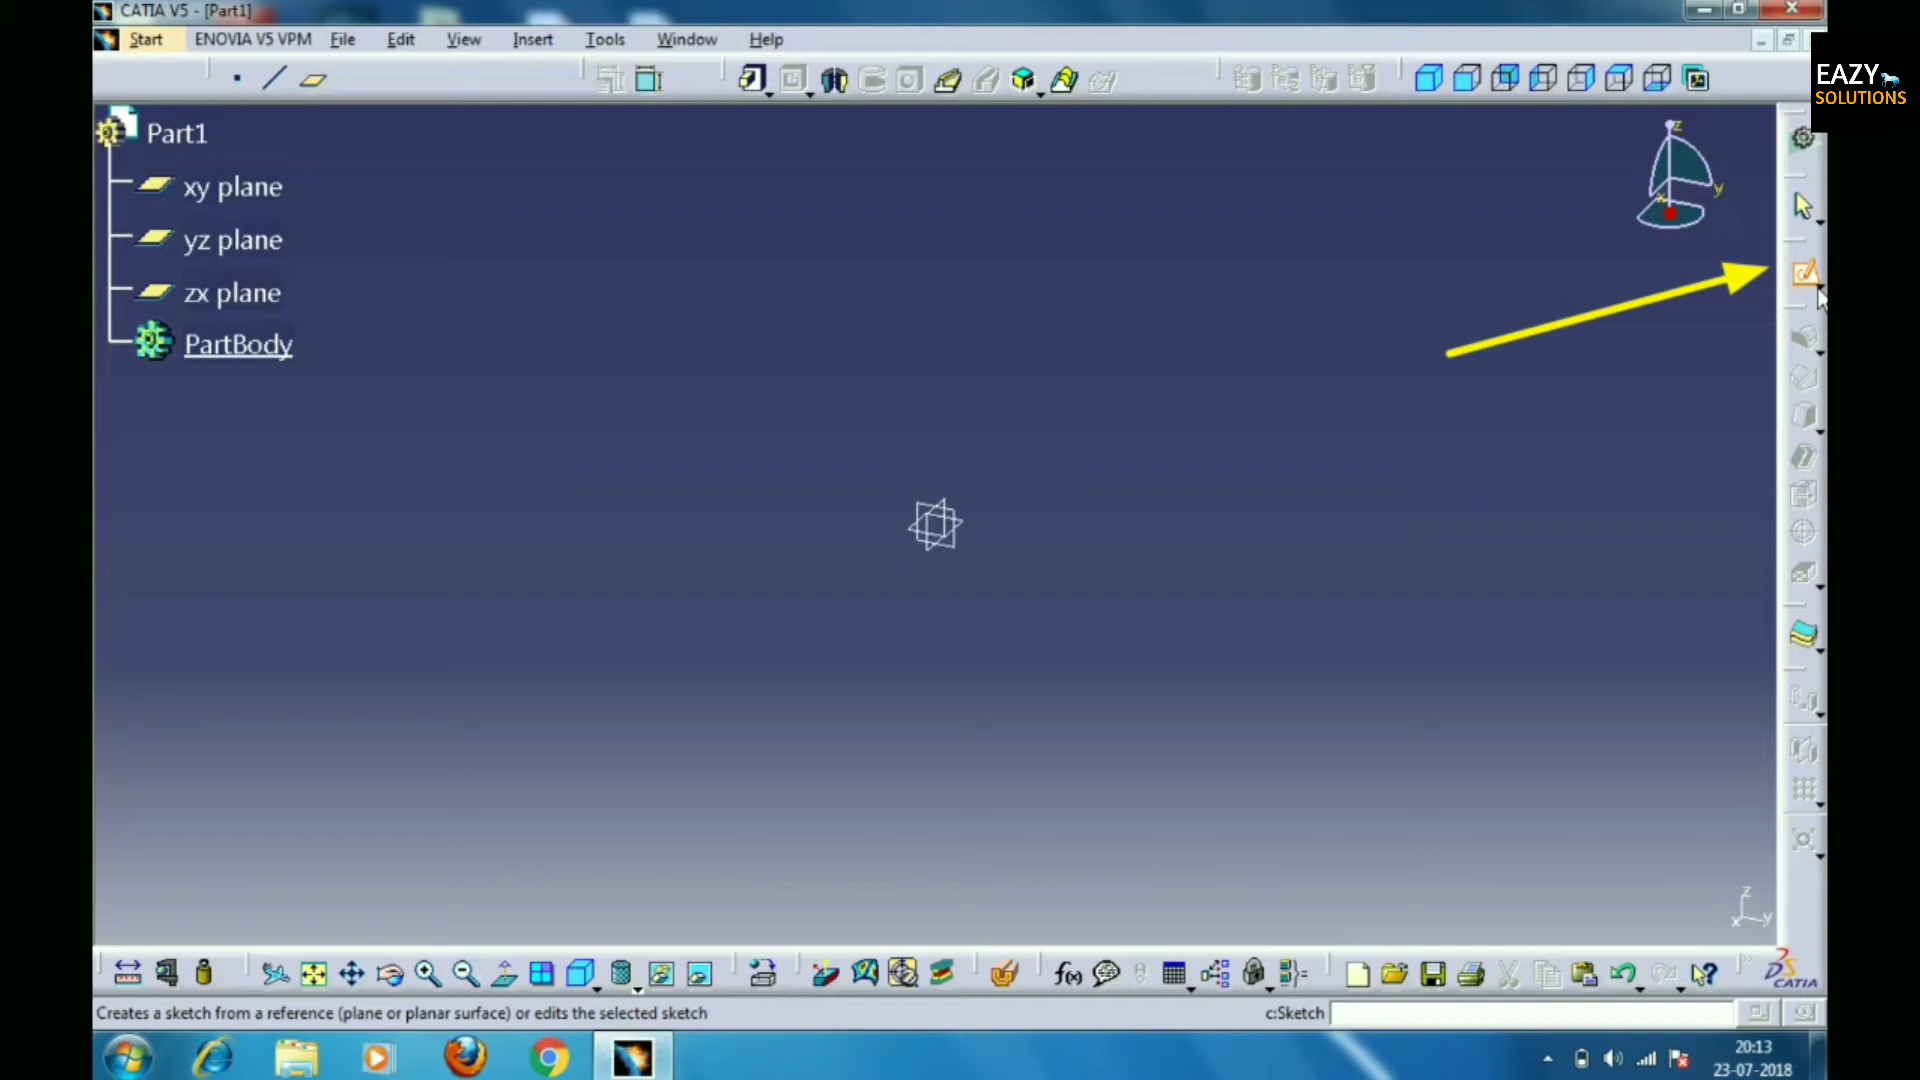 CATIA V5 - [Part1]
Start ENOVIA V5 VPM File Edit View Insert Tools Window Help
EAZY
SOLUTIONS
Part1
xy plane
yz plane
zx plane
PartBody
z
y
x
z
x y
f(x)
CATIA
Creates a sketch from a reference (plane or planar surface) or edits the selected sketch
c:Sketch
20:13
23-07-2018